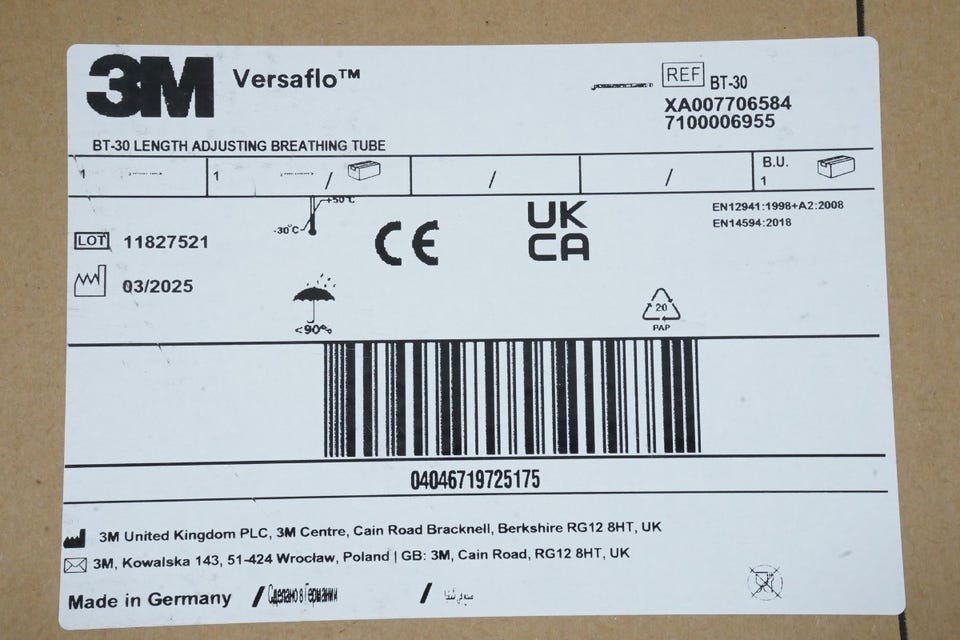 3M Versaflo™
REF BT-30
XA007706584
7100006955
BT-30 LENGTH ADJUSTING BREATHING TUBE
1 1 / / / B.U. 1
+50°C
-30°C
EN12941:1998+A2:2008
EN14594:2018
LOT 11827521
CE
UK
CA
03/2025
<90%
20
PAP
04046719725175
3M United Kingdom PLC, 3M Centre, Cain Road Bracknell, Berkshire RG12 8HT, UK
3M, Kowalska 143, 51-424 Wrocław, Poland | GB: 3M, Cain Road, RG12 8HT, UK
Made in Germany / Сделано в Германии /